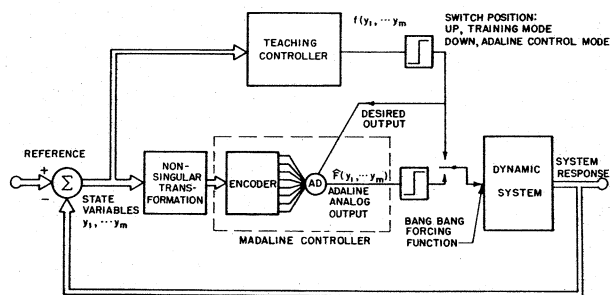 f(y₁, ··· yₘ
SWITCH POSITION:
UP, TRAINING MODE
DOWN, ADALINE CONTROL MODE
TEACHING
CONTROLLER
DESIRED
OUTPUT
REFERENCE
+
Σ
−
STATE
VARIABLES
y₁, ··· yₘ
NON-
SINGULAR
TRANS-
FORMATION
ENCODER
AD
f̂(y₁, ··· yₘ)
ADALINE
ANALOG
OUTPUT
MADALINE CONTROLLER
BANG BANG
FORCING
FUNCTION
DYNAMIC
SYSTEM
SYSTEM
RESPONSE